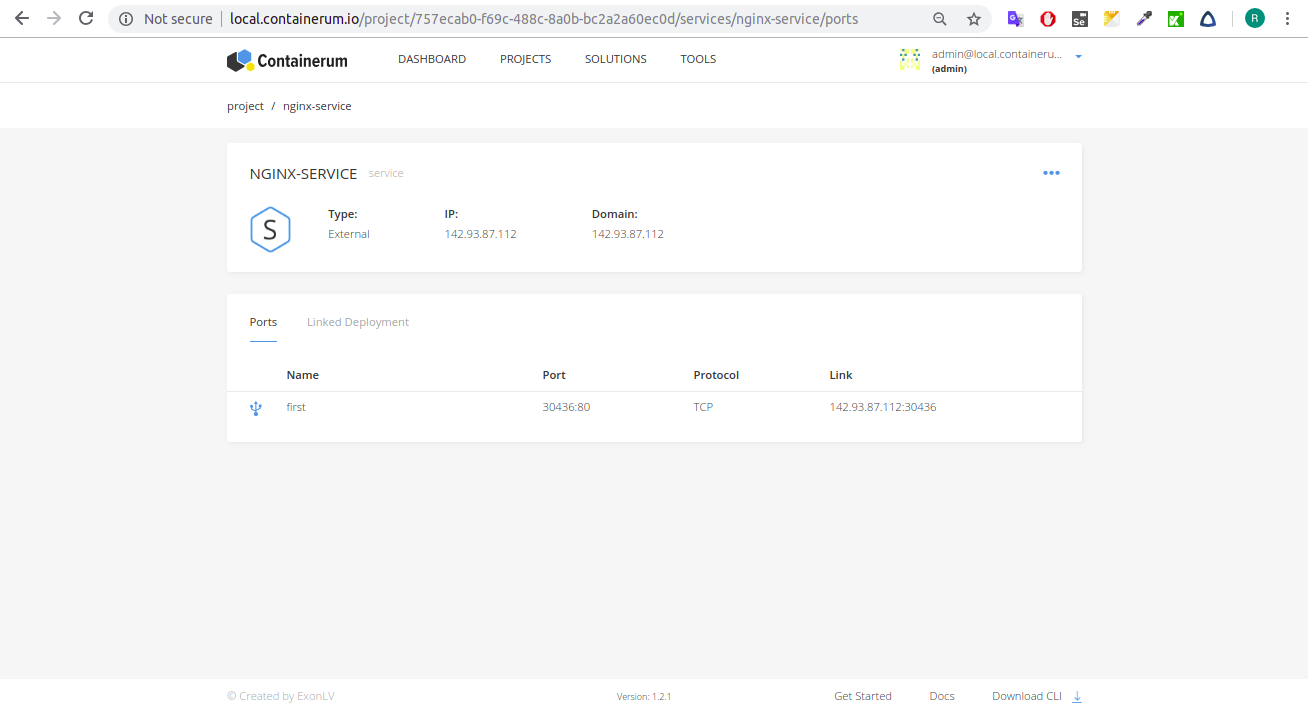 Not secure | local.containerum.io/project/757ecab0-f69c-488c-8a0b-bc2a2a60ec0d/services/nginx-service/ports
G Se K R
Containerum DASHBOARD PROJECTS SOLUTIONS TOOLS admin@local.containeru...
(admin)
project / nginx-service
NGINX-SERVICE service
S
Type: IP: Domain:
External 142.93.87.112 142.93.87.112
Ports Linked Deployment
Name Port Protocol Link
first 30436:80 TCP 142.93.87.112:30436
© Created by ExonLV Version: 1.2.1 Get Started Docs Download CLI